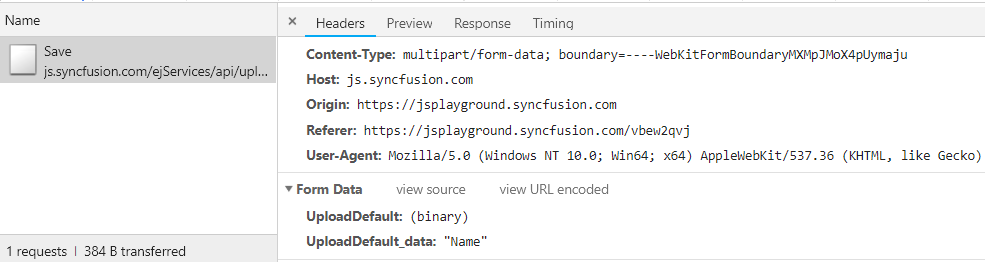 Name
Save
js.syncfusion.com/ejServices/api/upl...
1 requests | 384 B transferred
× Headers Preview Response Timing
Content-Type: multipart/form-data; boundary=----WebKitFormBoundaryMXMpJMoX4pUymaju
Host: js.syncfusion.com
Origin: https://jsplayground.syncfusion.com
Referer: https://jsplayground.syncfusion.com/vbew2qvj
User-Agent: Mozilla/5.0 (Windows NT 10.0; Win64; x64) AppleWebKit/537.36 (KHTML, like Gecko)
▼ Form Data view source view URL encoded
UploadDefault: (binary)
UploadDefault_data: "Name"